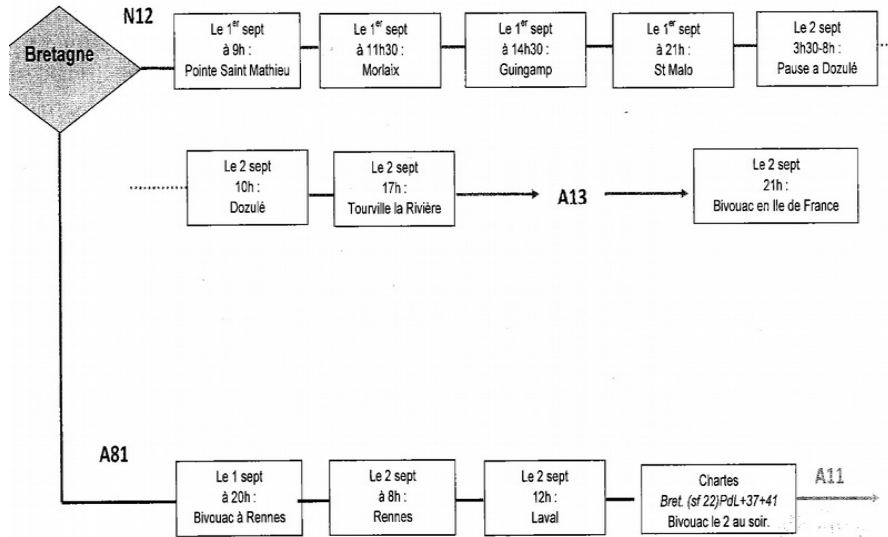 N12
Bretagne
Le 1er sept
à 9h :
Pointe Saint Mathieu
Le 1er sept
à 11h30 :
Morlaix
Le 1er sept
à 14h30 :
Guingamp
Le 1er sept
à 21h :
St Malo
Le 2 sept
3h30-8h :
Pause a Dozulé
Le 2 sept
10h :
Dozulé
Le 2 sept
17h :
Tourville la Rivière
A13
Le 2 sept
21h :
Bivouac en Ile de France
A81
Le 1 sept
à 20h :
Bivouac à Rennes
Le 2 sept
à 8h :
Rennes
Le 2 sept
12h :
Laval
Chartes
Bret. (sf 22)PdL+37+41
Bivouac le 2 au soir.
A11